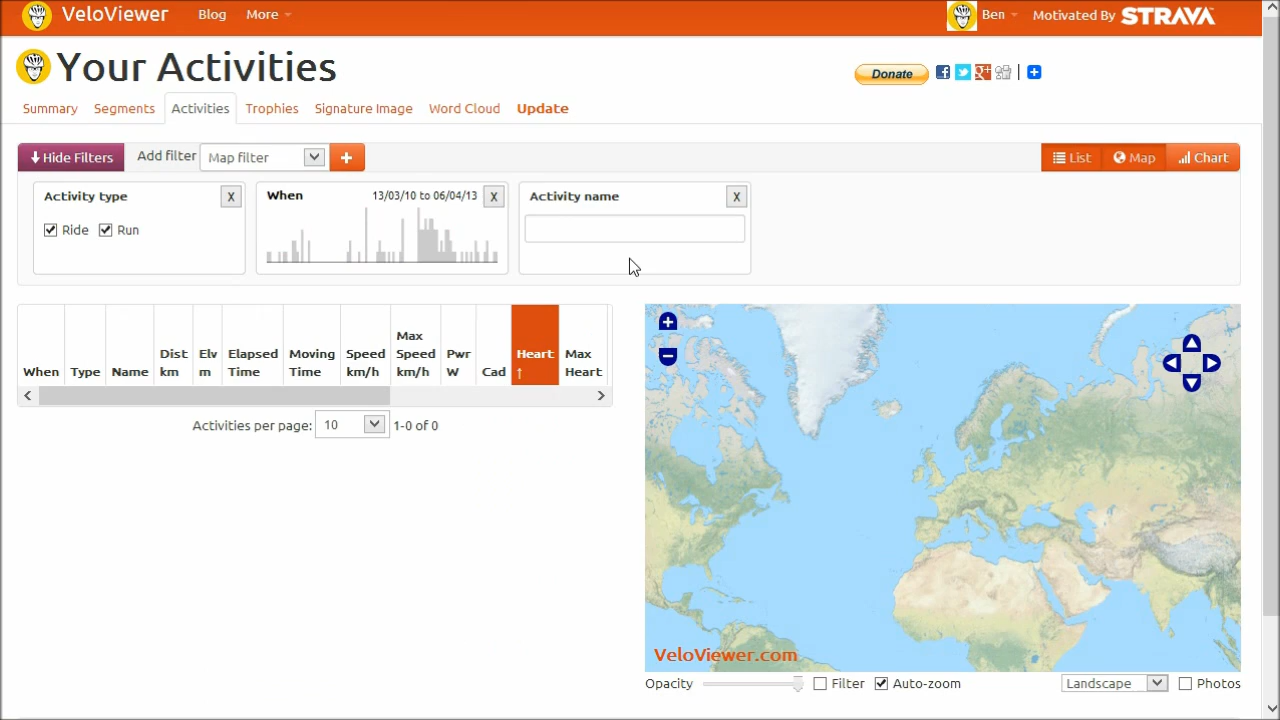 VeloViewer Blog More Ben Motivated By STRAVA
Your Activities Donate
Summary Segments Activities Trophies Signature Image Word Cloud Update
Hide Filters Add filter Map filter + List Map Chart
Activity type X When 13/03/10 to 06/04/13 X Activity name X
Ride Run
When Type Name Dist km Elv m Elapsed Time Moving Time Speed km/h Max Speed km/h Pwr W Cad Heart ↑ Max Heart
Activities per page: 10 1-0 of 0
VeloViewer.com
Opacity Filter Auto-zoom Landscape Photos